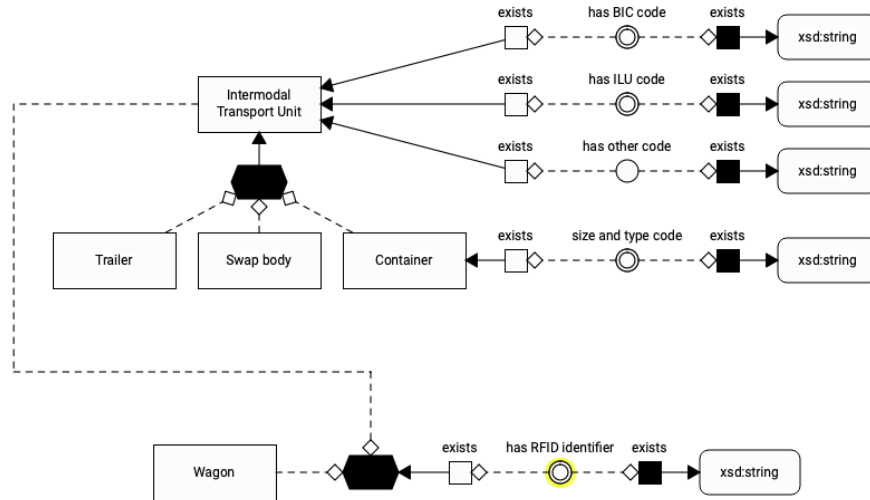 exists has BIC code exists
xsd:string
exists has ILU code exists
xsd:string
Intermodal
Transport Unit
exists has other code exists
xsd:string
exists size and type code exists
Trailer Swap body Container xsd:string
exists has RFID identifier exists
Wagon xsd:string